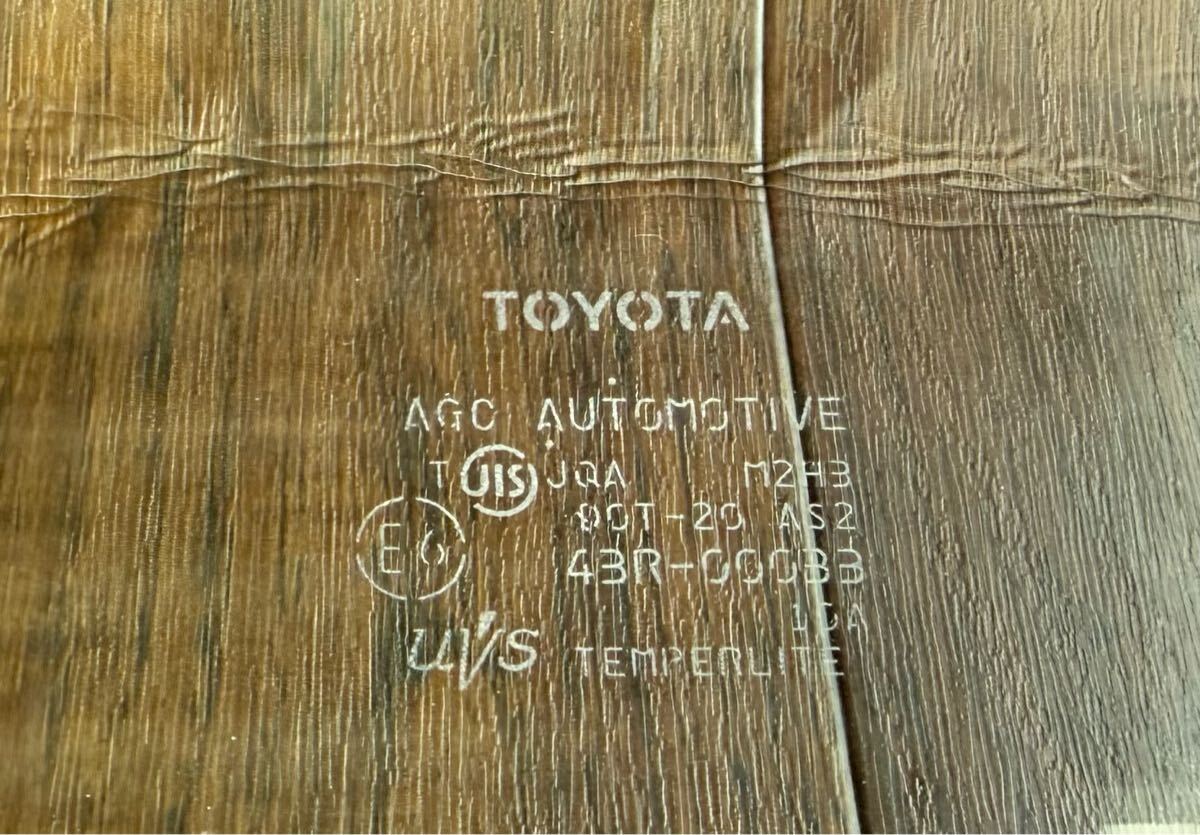 TOYOTA
AGC AUTOMOTIVE
T JIS JQA M2H3
DOT-20 AS2
E6 43R-00033
UVS TEMPERLITE